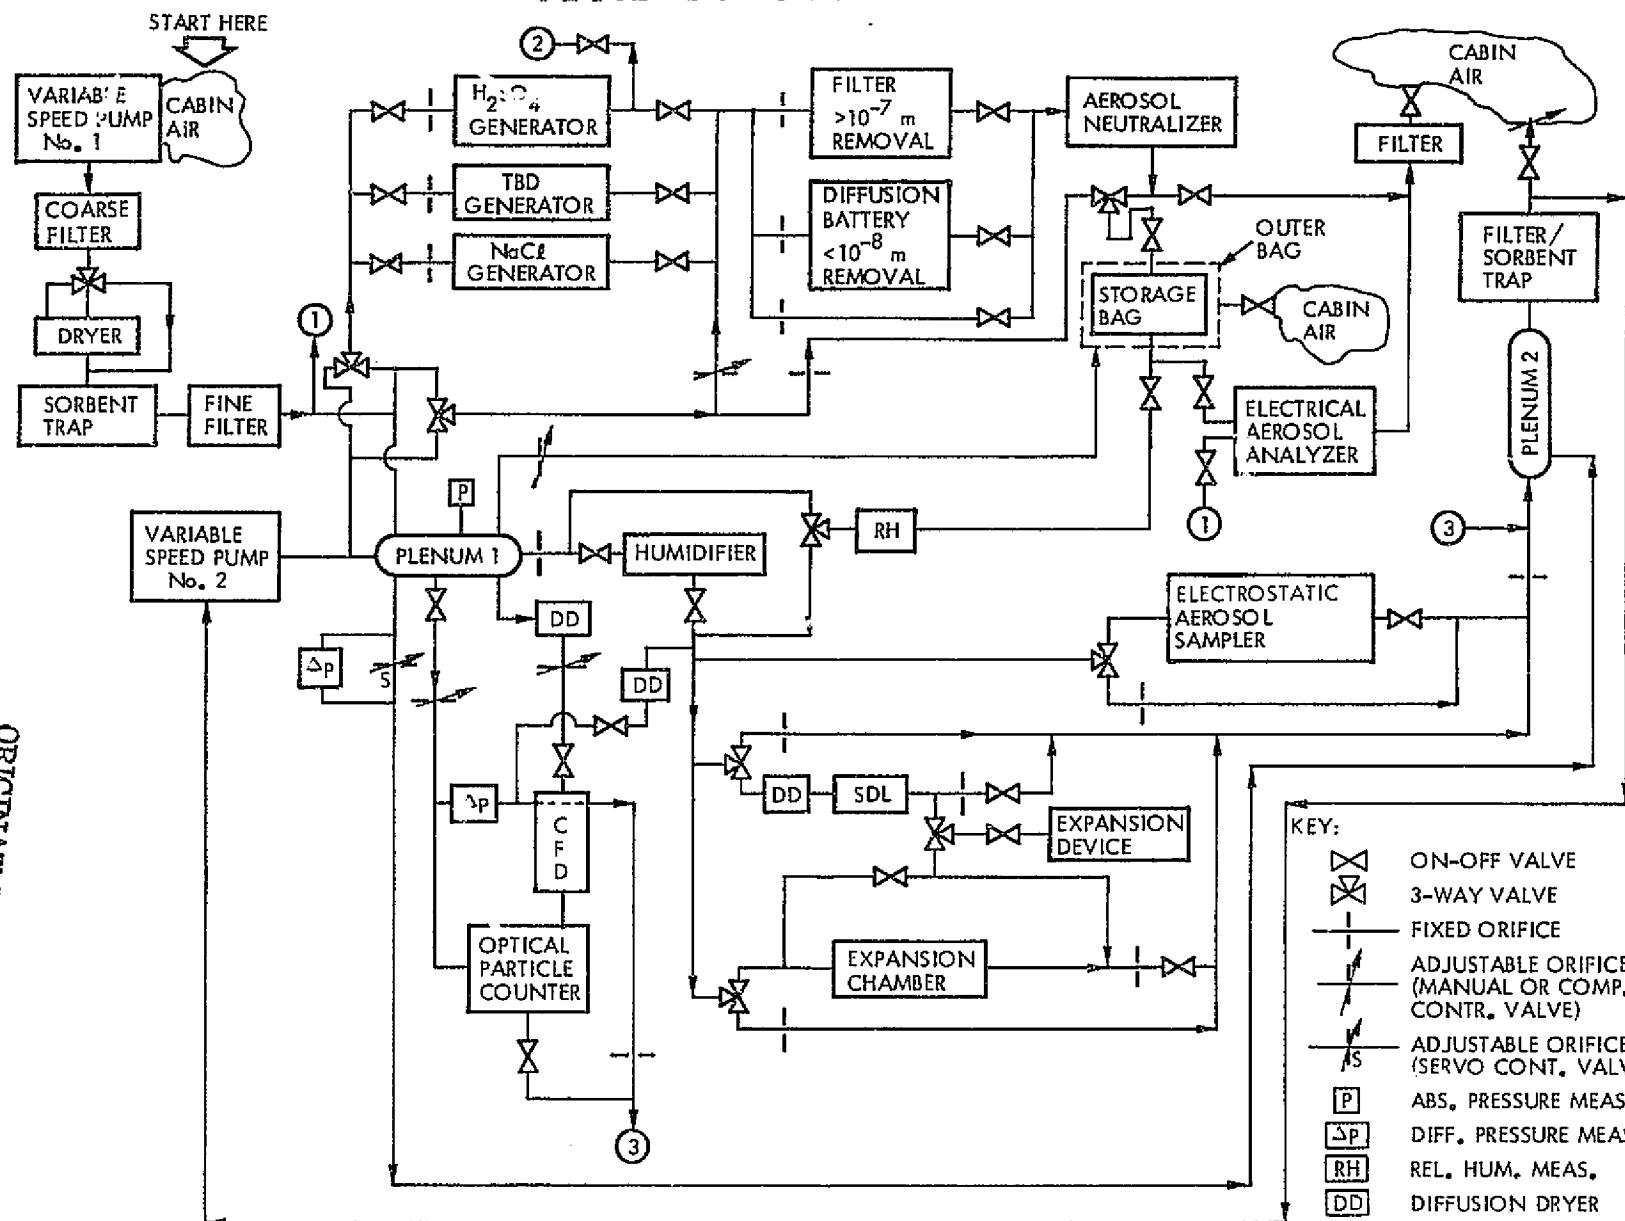 START HERE
VARIABLE
SPEED PUMP
No. 1
CABIN
AIR
COARSE
FILTER
DRYER
SORBENT
TRAP
FINE
FILTER
1
2
GENERATOR
TBD
GENERATOR
NaCl
GENERATOR
FILTER
>10⁻⁷ m
REMOVAL
DIFFUSION
BATTERY
<10⁻⁸ m
REMOVAL
AEROSOL
NEUTRALIZER
OUTER
BAG
STORAGE
BAG
CABIN
AIR
CABIN
AIR
FILTER
FILTER/
SORBENT
TRAP
PLENUM 2
ELECTRICAL
AEROSOL
ANALYZER
1
3
P
VARIABLE
SPEED PUMP
No. 2
PLENUM 1
HUMIDIFIER
RH
DD
ΔP
S
DD
ELECTROSTATIC
AEROSOL
SAMPLER
DD
SDL
ΔP
C
F
D
EXPANSION
DEVICE
OPTICAL
PARTICLE
COUNTER
EXPANSION
CHAMBER
3
KEY:
ON-OFF VALVE
3-WAY VALVE
FIXED ORIFICE
ADJUSTABLE ORIFICE
(MANUAL OR COMP.
CONTR. VALVE)
ADJUSTABLE ORIFICE
S (SERVO CONT. VALV
P ABS. PRESSURE MEAS
ΔP DIFF. PRESSURE MEAS
RH REL. HUM. MEAS.
DD DIFFUSION DRYER